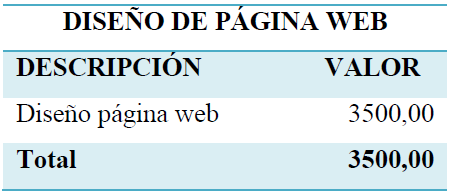 DISEÑO DE PÁGINA WEB
DESCRIPCIÓN VALOR
Diseño página web 3500,00
Total 3500,00